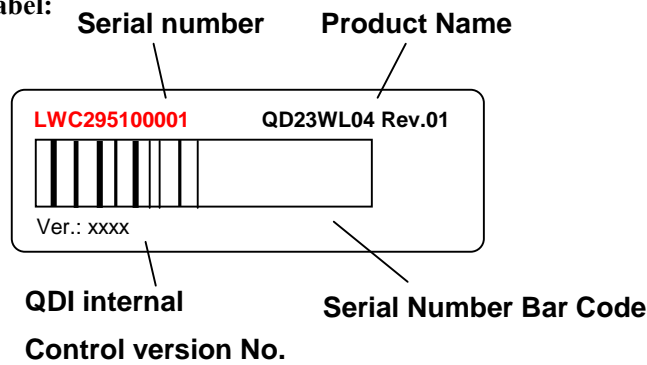 abel:
Serial number Product Name
LWC295100001 QD23WL04 Rev.01
Ver.: xxxx
QDI internal Serial Number Bar Code
Control version No.